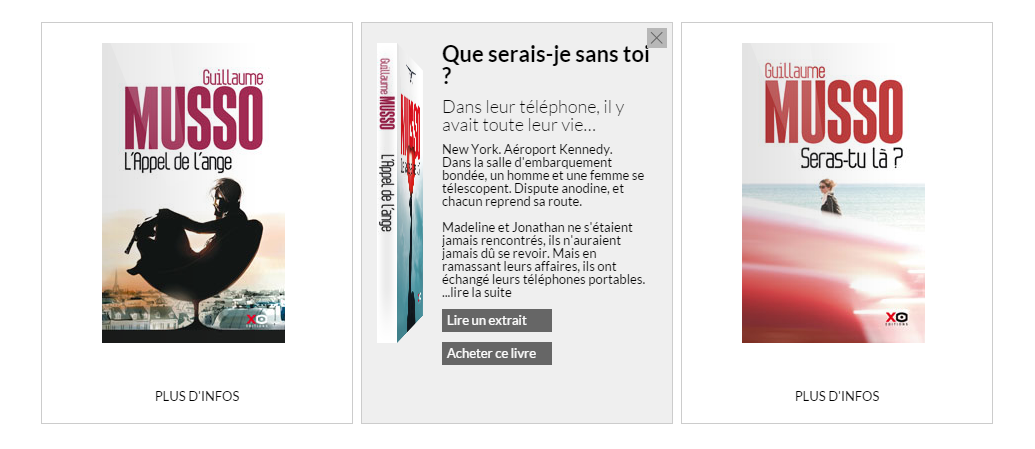 Guillaume
MUSSO
L'Appel de l'ange
XO
EDITIONS
PLUS D'INFOS
Guillaume MUSSO
L'Appel de l'ange
Que serais-je sans toi
?
Dans leur téléphone, il y
avait toute leur vie…
New York. Aéroport Kennedy.
Dans la salle d'embarquement
bondée, un homme et une femme se
télescopent. Dispute anodine, et
chacun reprend sa route.
Madeline et Jonathan ne s'étaient
jamais rencontrés, ils n'auraient
jamais dû se revoir. Mais en
ramassant leurs affaires, ils ont
échangé leurs téléphones portables.
...lire la suite
Lire un extrait
Acheter ce livre
Guillaume
MUSSO
Seras-tu là ?
XO
EDITIONS
PLUS D'INFOS